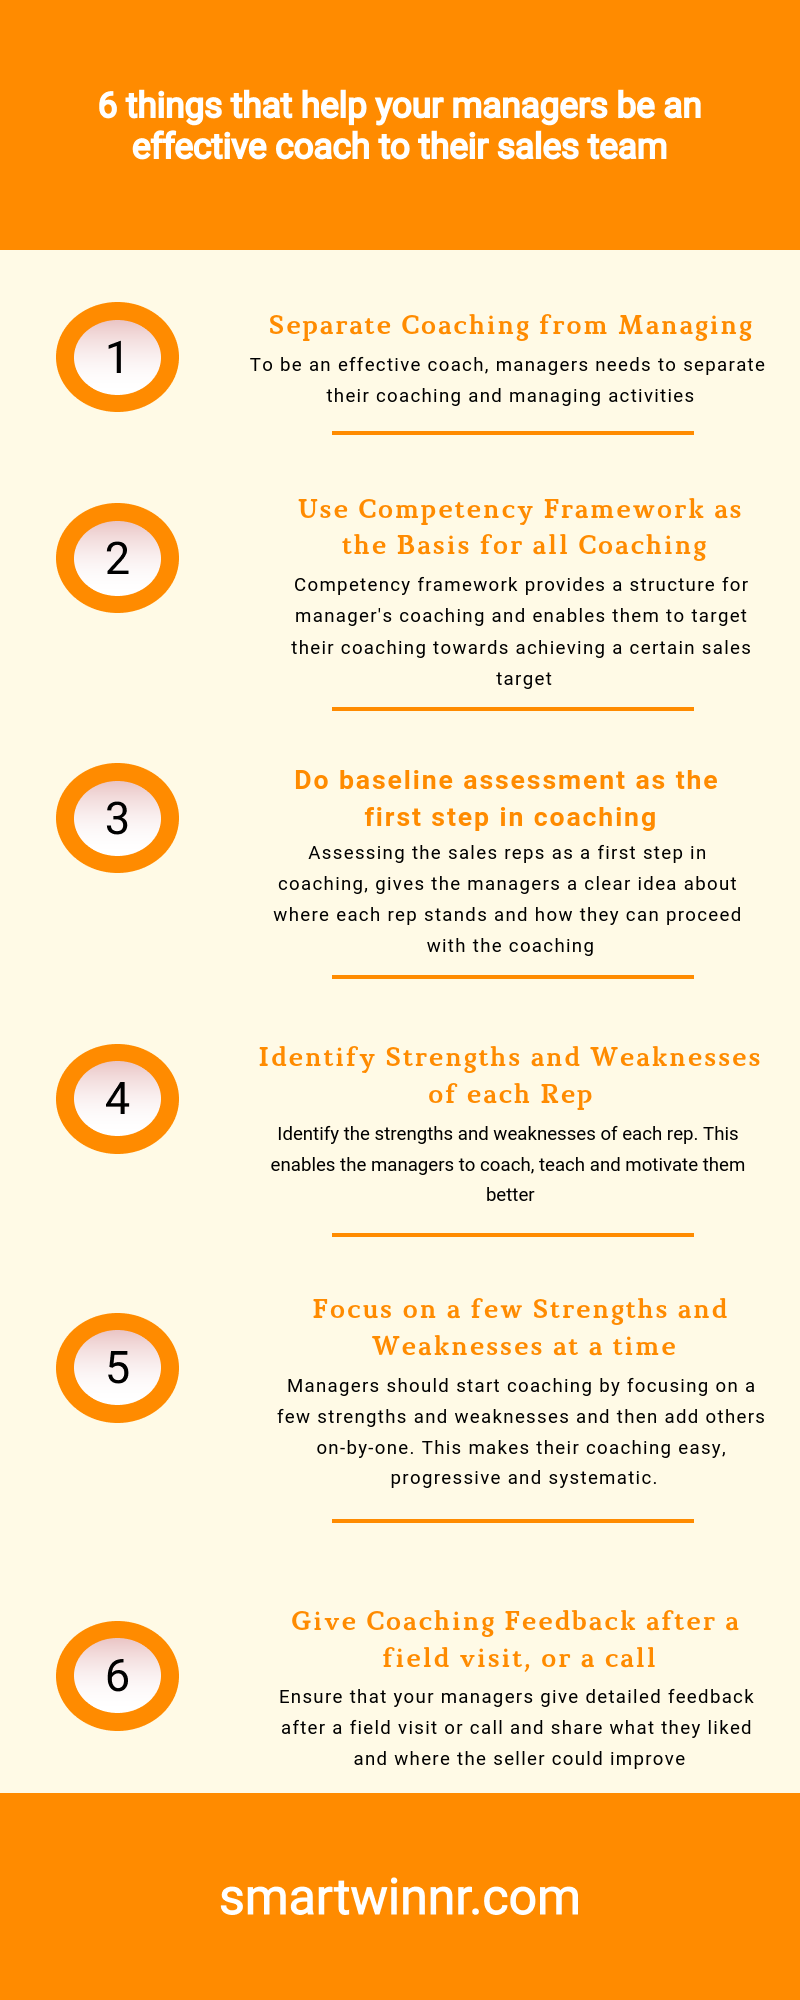 6 things that help your managers be an
effective coach to their sales team
1
Separate Coaching from Managing
To be an effective coach, managers needs to separate
their coaching and managing activities
2
Use Competency Framework as
the Basis for all Coaching
Competency framework provides a structure for
manager's coaching and enables them to target
their coaching towards achieving a certain sales
target
3
Do baseline assessment as the
first step in coaching
Assessing the sales reps as a first step in
coaching, gives the managers a clear idea about
where each rep stands and how they can proceed
with the coaching
4
Identify Strengths and Weaknesses
of each Rep
Identify the strengths and weaknesses of each rep. This
enables the managers to coach, teach and motivate them
better
5
Focus on a few Strengths and
Weaknesses at a time
Managers should start coaching by focusing on a
few strengths and weaknesses and then add others
on-by-one. This makes their coaching easy,
progressive and systematic.
6
Give Coaching Feedback after a
field visit, or a call
Ensure that your managers give detailed feedback
after a field visit or call and share what they liked
and where the seller could improve
smartwinnr.com